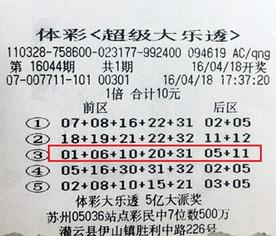 体彩<超级大乐透>
110328-758600-023177-992400 094619 AC/qng
第 16044期 共1期 16/04/18开奖
07-007711-101 00301 16/04/18 17:37:20
1倍 合计10元
前区 后区
① 07+08+16+22+31 02+05
② 18+19+21+22+32 11+12
③ 01+06+10+20+31 05+11
④ 05+16+30+31+32 02+05
⑤ 03+05+15+21+22 02+04
体彩大乐透 5亿大派奖
苏州05036站点彩民中7位数500万
灌云县伊山镇胜利中路226号